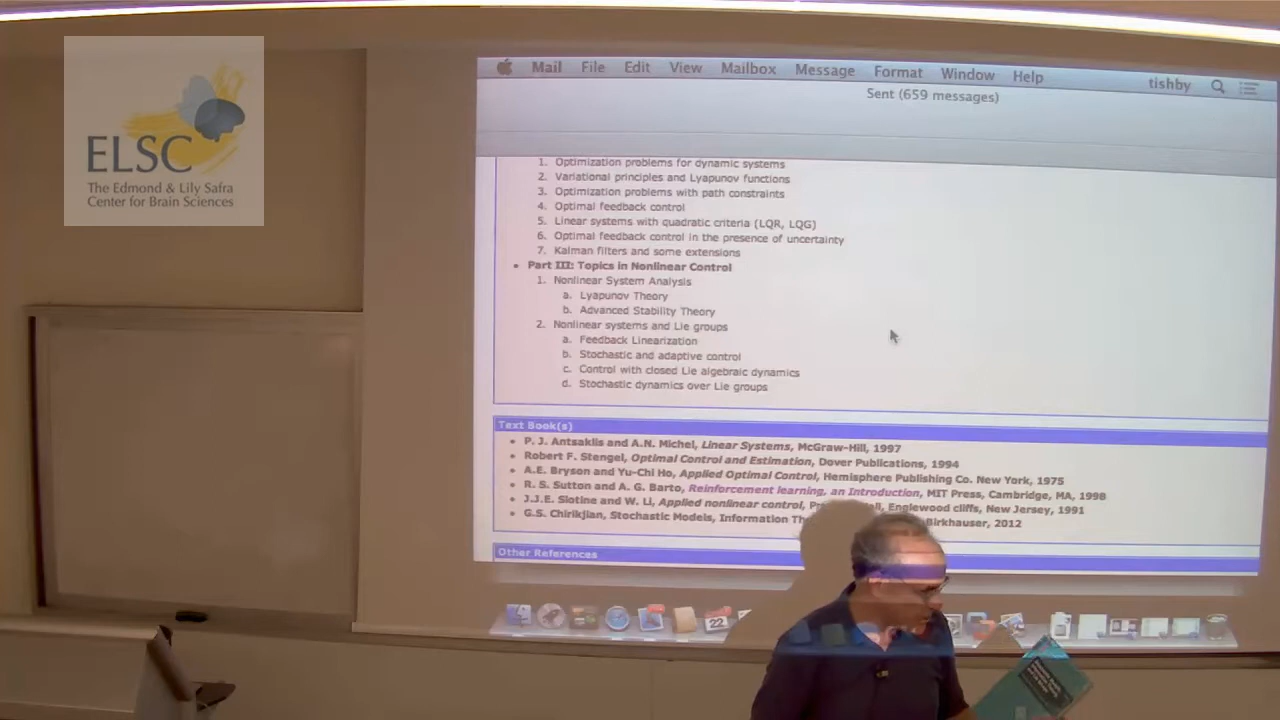 ELSC
The Edmond & Lily Safra
Center for Brain Sciences
Mail File Edit View Mailbox Message Format Window Help tishby
Sent (659 messages)
1. Optimization problems for dynamic systems
2. Variational principles and Lyapunov functions
3. Optimization problems with path constraints
4. Optimal feedback control
5. Linear systems with quadratic criteria (LQR, LQG)
6. Optimal feedback control in the presence of uncertainty
7. Kalman filters and some extensions
• Part III: Topics in Nonlinear Control
1. Nonlinear System Analysis
a. Lyapunov Theory
b. Advanced Stability Theory
2. Nonlinear systems and Lie groups
a. Feedback Linearization
b. Stochastic and adaptive control
c. Control with closed Lie algebraic dynamics
d. Stochastic dynamics over Lie groups
Text Book(s)
• P. J. Antsaklis and A.N. Michel, Linear Systems, McGraw-Hill, 1997
• Robert F. Stengel, Optimal Control and Estimation, Dover Publications, 1994
• A.E. Bryson and Yu-Chi Ho, Applied Optimal Control, Hemisphere Publishing Co. New York, 1975
• R. S. Sutton and A. G. Barto, Reinforcement learning, an Introduction, MIT Press, Cambridge, MA, 1998
• J.J.E. Slotine and W. Li, Applied nonlinear control, Englewood cliffs, New Jersey, 1991
• G.S. Chirikjian, Stochastic Models, Information Birkhauser, 2012
Other References
22